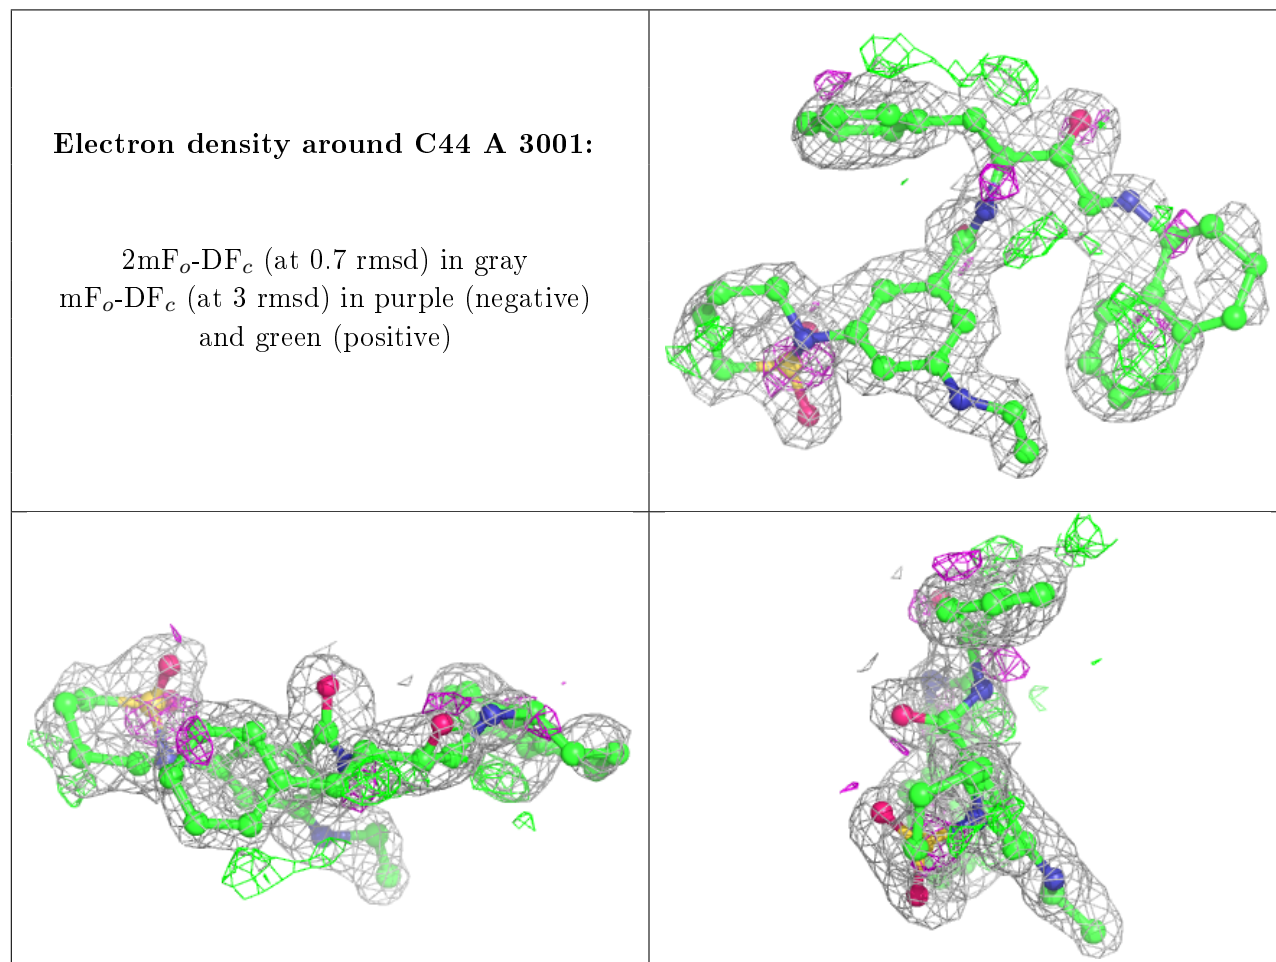 Electron density around C44 A 3001:
2mFo-DFc (at 0.7 rmsd) in gray
mFo-DFc (at 3 rmsd) in purple (negative)
and green (positive)